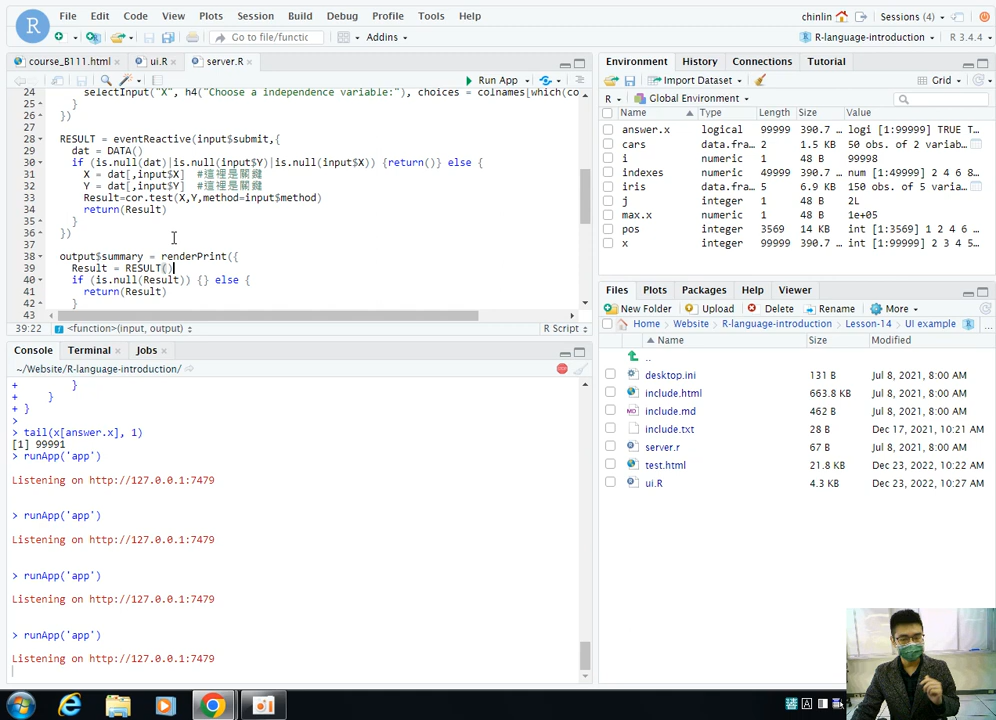 File Edit Code View Plots Session Build Debug Profile Tools Help
chinlin Sessions (4)
Go to file/functic Addins
R-language-introduction R 3.4.4
course_B111.html ui.R server.R
Run App
24 selectInput("X", h4("Choose a independence variable:"), choices = colnames[which(co
25 }
26 })
27
28 RESULT = eventReactive(input$submit,{
29 dat = DATA()
30 if (is.null(dat)|is.null(input$Y)|is.null(input$X)) {return()} else {
31 X = dat[,input$X] #這裡是關鍵
32 Y = dat[,input$Y] #這裡是關鍵
33 Result=cor.test(X,Y,method=input$method)
34 return(Result)
35 }
36 })
37
38 output$summary = renderPrint({
39 Result = RESULT()
40 if (is.null(Result)) {} else {
41 return(Result)
42 }
43
39:22 <function>(input, output) R Script
Console Terminal Jobs
~/Website/R-language-introduction/
+ }
+ }
+ }
>
> tail(x[answer.x], 1)
[1] 99991
> runApp('app')
Listening on http://127.0.0.1:7479
> runApp('app')
Listening on http://127.0.0.1:7479
> runApp('app')
Listening on http://127.0.0.1:7479
> runApp('app')
Listening on http://127.0.0.1:7479
Environment History Connections Tutorial
Import Dataset Grid
R Global Environment
Name Type Length Size Value
answer.x logical 99999 390.7 … logi [1:99999] TRUE T…
cars data.fra… 2 1.5 KB 50 obs. of 2 variab…
i numeric 1 48 B 99998
indexes numeric 49999 390.7 … num [1:49999] 2 4 6 8…
iris data.fra… 5 6.9 KB 150 obs. of 5 varia…
j integer 1 48 B 2L
max.x numeric 1 48 B 1e+05
pos integer 3569 14 KB int [1:3569] 1 2 4 6 …
x integer 99999 390.7 … int [1:99999] 2 3 4 5…
Files Plots Packages Help Viewer
New Folder Upload Delete Rename More
Home Website R-language-introduction Lesson-14 UI example ...
Name Size Modified
..
desktop.ini 131 B Jul 8, 2021, 8:00 AM
include.html 663.8 KB Jul 8, 2021, 8:00 AM
include.md 462 B Jul 8, 2021, 8:00 AM
include.txt 28 B Dec 17, 2021, 10:21 AM
server.r 67 B Jul 8, 2021, 8:00 AM
test.html 21.8 KB Dec 23, 2022, 10:22 AM
ui.R 4.3 KB Dec 23, 2022, 10:27 AM